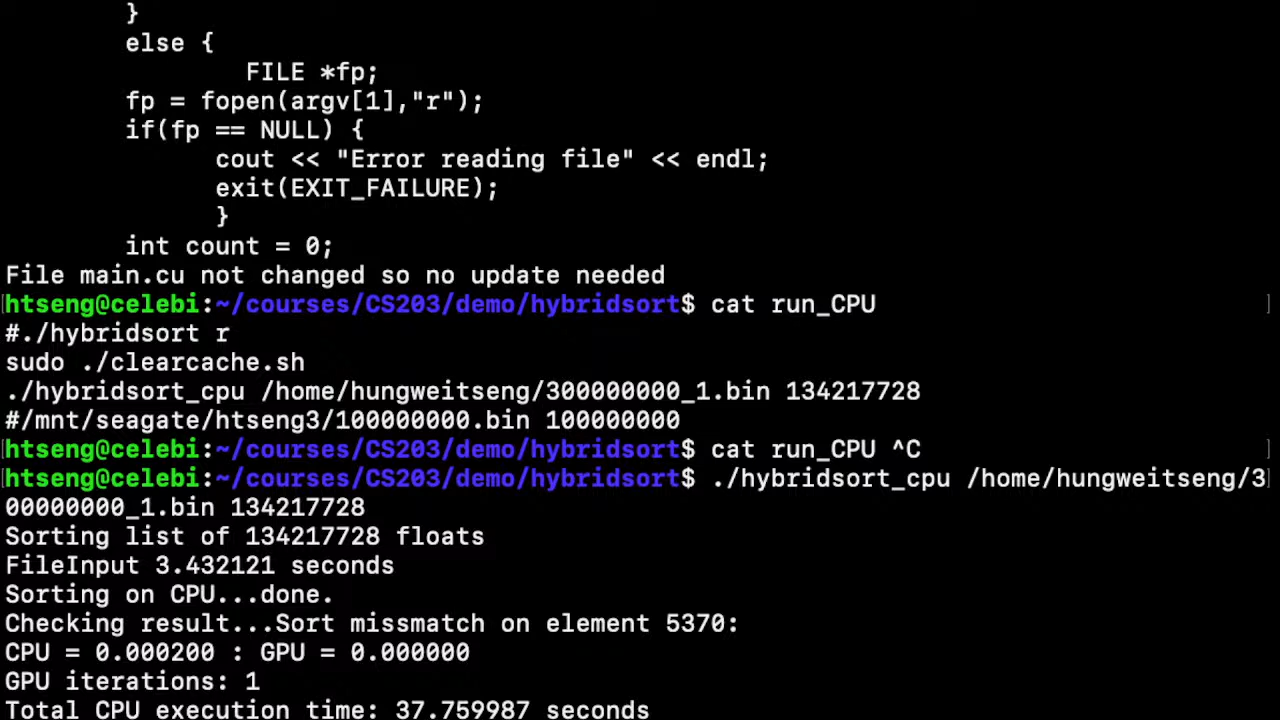 }
else {
FILE *fp;
fp = fopen(argv[1],"r");
if(fp == NULL) {
cout << "Error reading file" << endl;
exit(EXIT_FAILURE);
}
int count = 0;
File main.cu not changed so no update needed
[htseng@celebi:~/courses/CS203/demo/hybridsort$ cat run_CPU ]
#./hybridsort r
sudo ./clearcache.sh
./hybridsort_cpu /home/hungweitseng/300000000_1.bin 134217728
#/mnt/seagate/htseng3/100000000.bin 100000000
[htseng@celebi:~/courses/CS203/demo/hybridsort$ cat run_CPU ^C ]
[htseng@celebi:~/courses/CS203/demo/hybridsort$ ./hybridsort_cpu /home/hungweitseng/3]
00000000_1.bin 134217728
Sorting list of 134217728 floats
FileInput 3.432121 seconds
Sorting on CPU...done.
Checking result...Sort missmatch on element 5370:
CPU = 0.000200 : GPU = 0.000000
GPU iterations: 1
Total CPU execution time: 37.759987 seconds